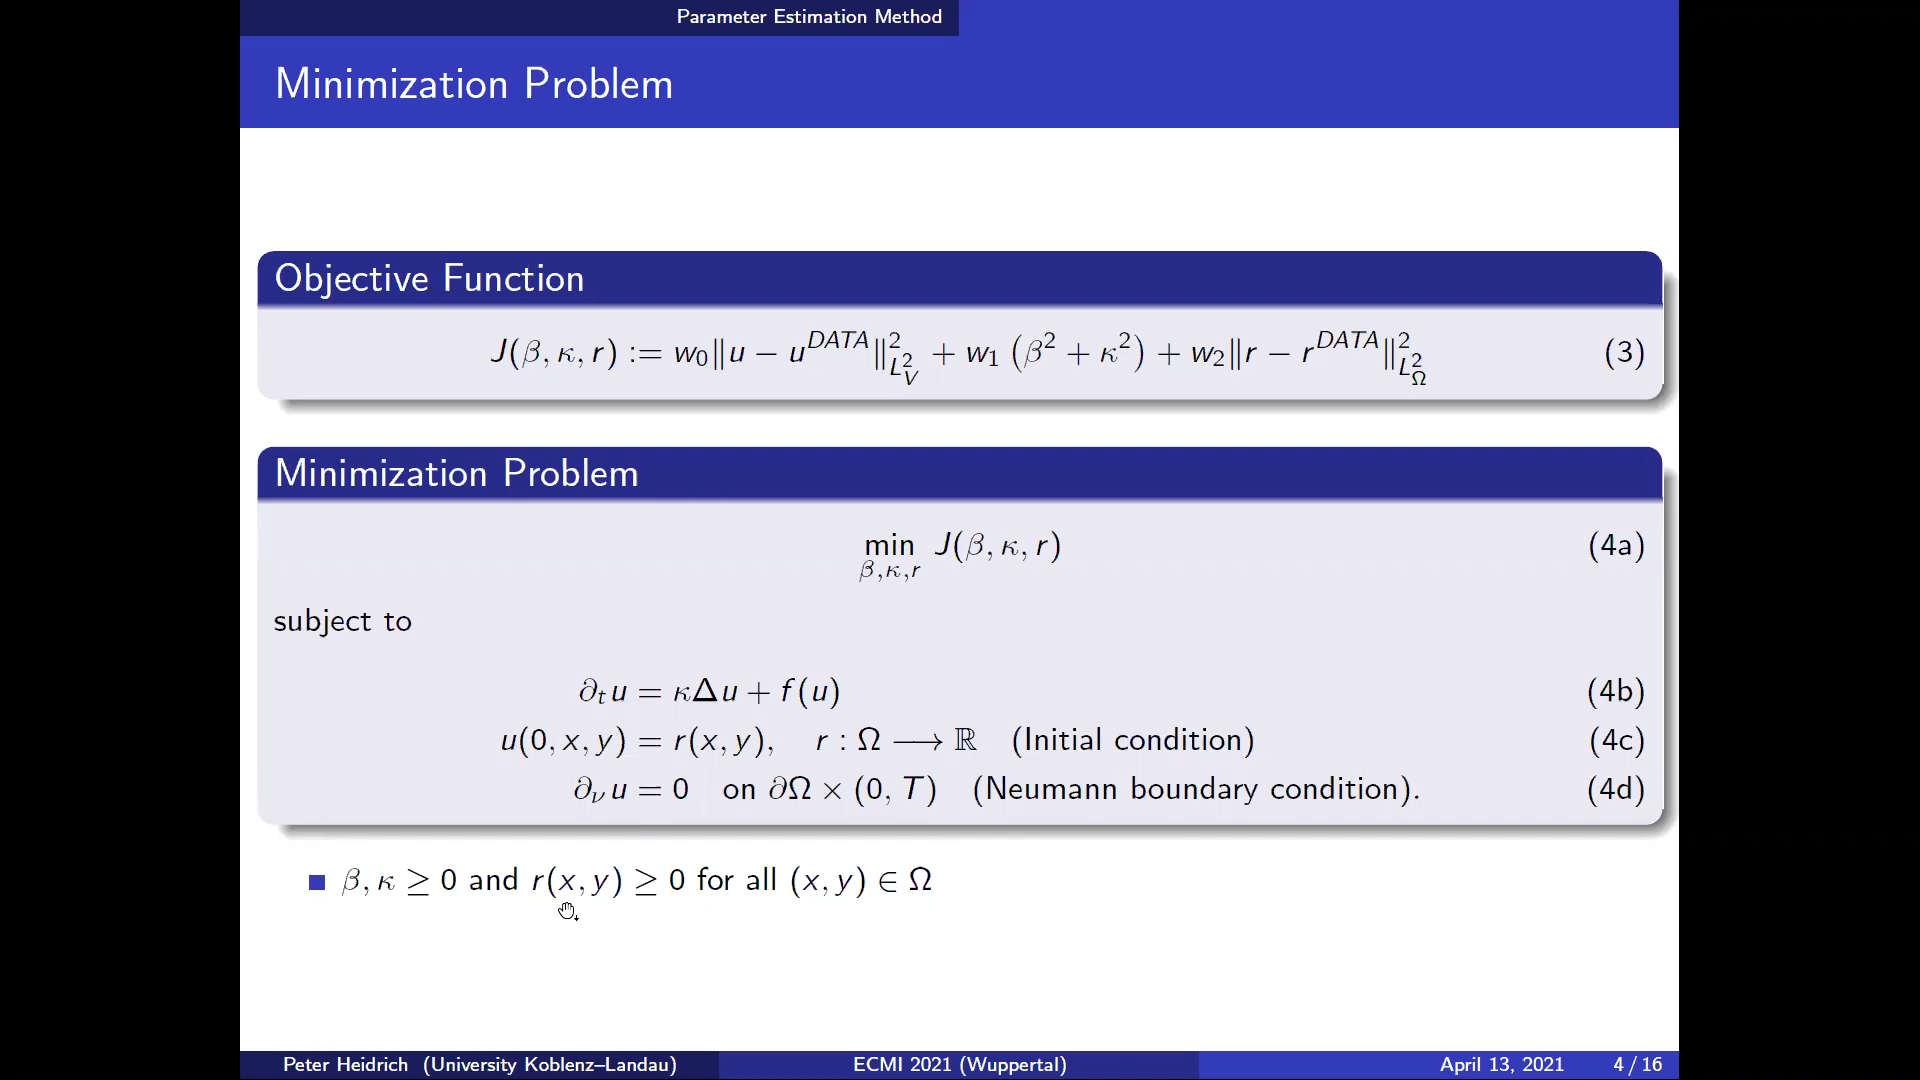 Parameter Estimation Method
Minimization Problem
Objective Function
J(β, κ, r) := w₀‖u − u^{DATA}‖²_{L²_V} + w₁ (β² + κ²) + w₂‖r − r^{DATA}‖²_{L²_Ω} (3)
Minimization Problem
min_{β,κ,r} J(β, κ, r) (4a)
subject to
∂ₜu = κΔu + f(u) (4b)
u(0, x, y) = r(x, y), r : Ω ⟶ ℝ (Initial condition) (4c)
∂_ν u = 0 on ∂Ω × (0, T) (Neumann boundary condition). (4d)
β, κ ≥ 0 and r(x, y) ≥ 0 for all (x, y) ∈ Ω
Peter Heidrich (University Koblenz–Landau) ECMI 2021 (Wuppertal) April 13, 2021 4 / 16